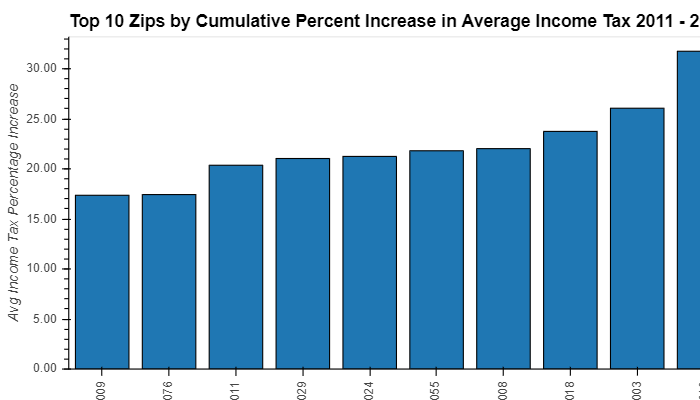 Top 10 Zips by Cumulative Percent Increase in Average Income Tax 2011 - 2
Avg Income Tax Percentage Increase
30.00
25.00
20.00
15.00
10.00
5.00
0.00
009 076 011 029 024 055 008 018 003